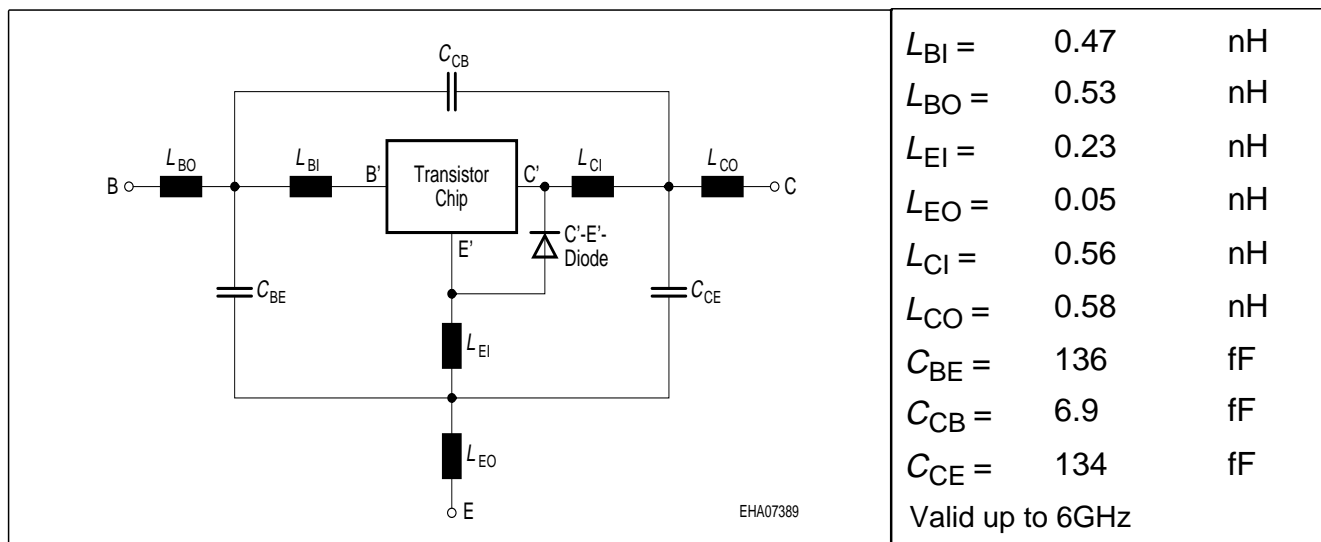 C_CB
L_BO
L_BI
B'
Transistor
Chip
C'
L_CI
L_CO
B
C
E'
C'-E'-
Diode
C_BE
C_CE
L_EI
L_EO
E
EHA07389
L_BI = 0.47 nH
L_BO = 0.53 nH
L_EI = 0.23 nH
L_EO = 0.05 nH
L_CI = 0.56 nH
L_CO = 0.58 nH
C_BE = 136 fF
C_CB = 6.9 fF
C_CE = 134 fF
Valid up to 6GHz